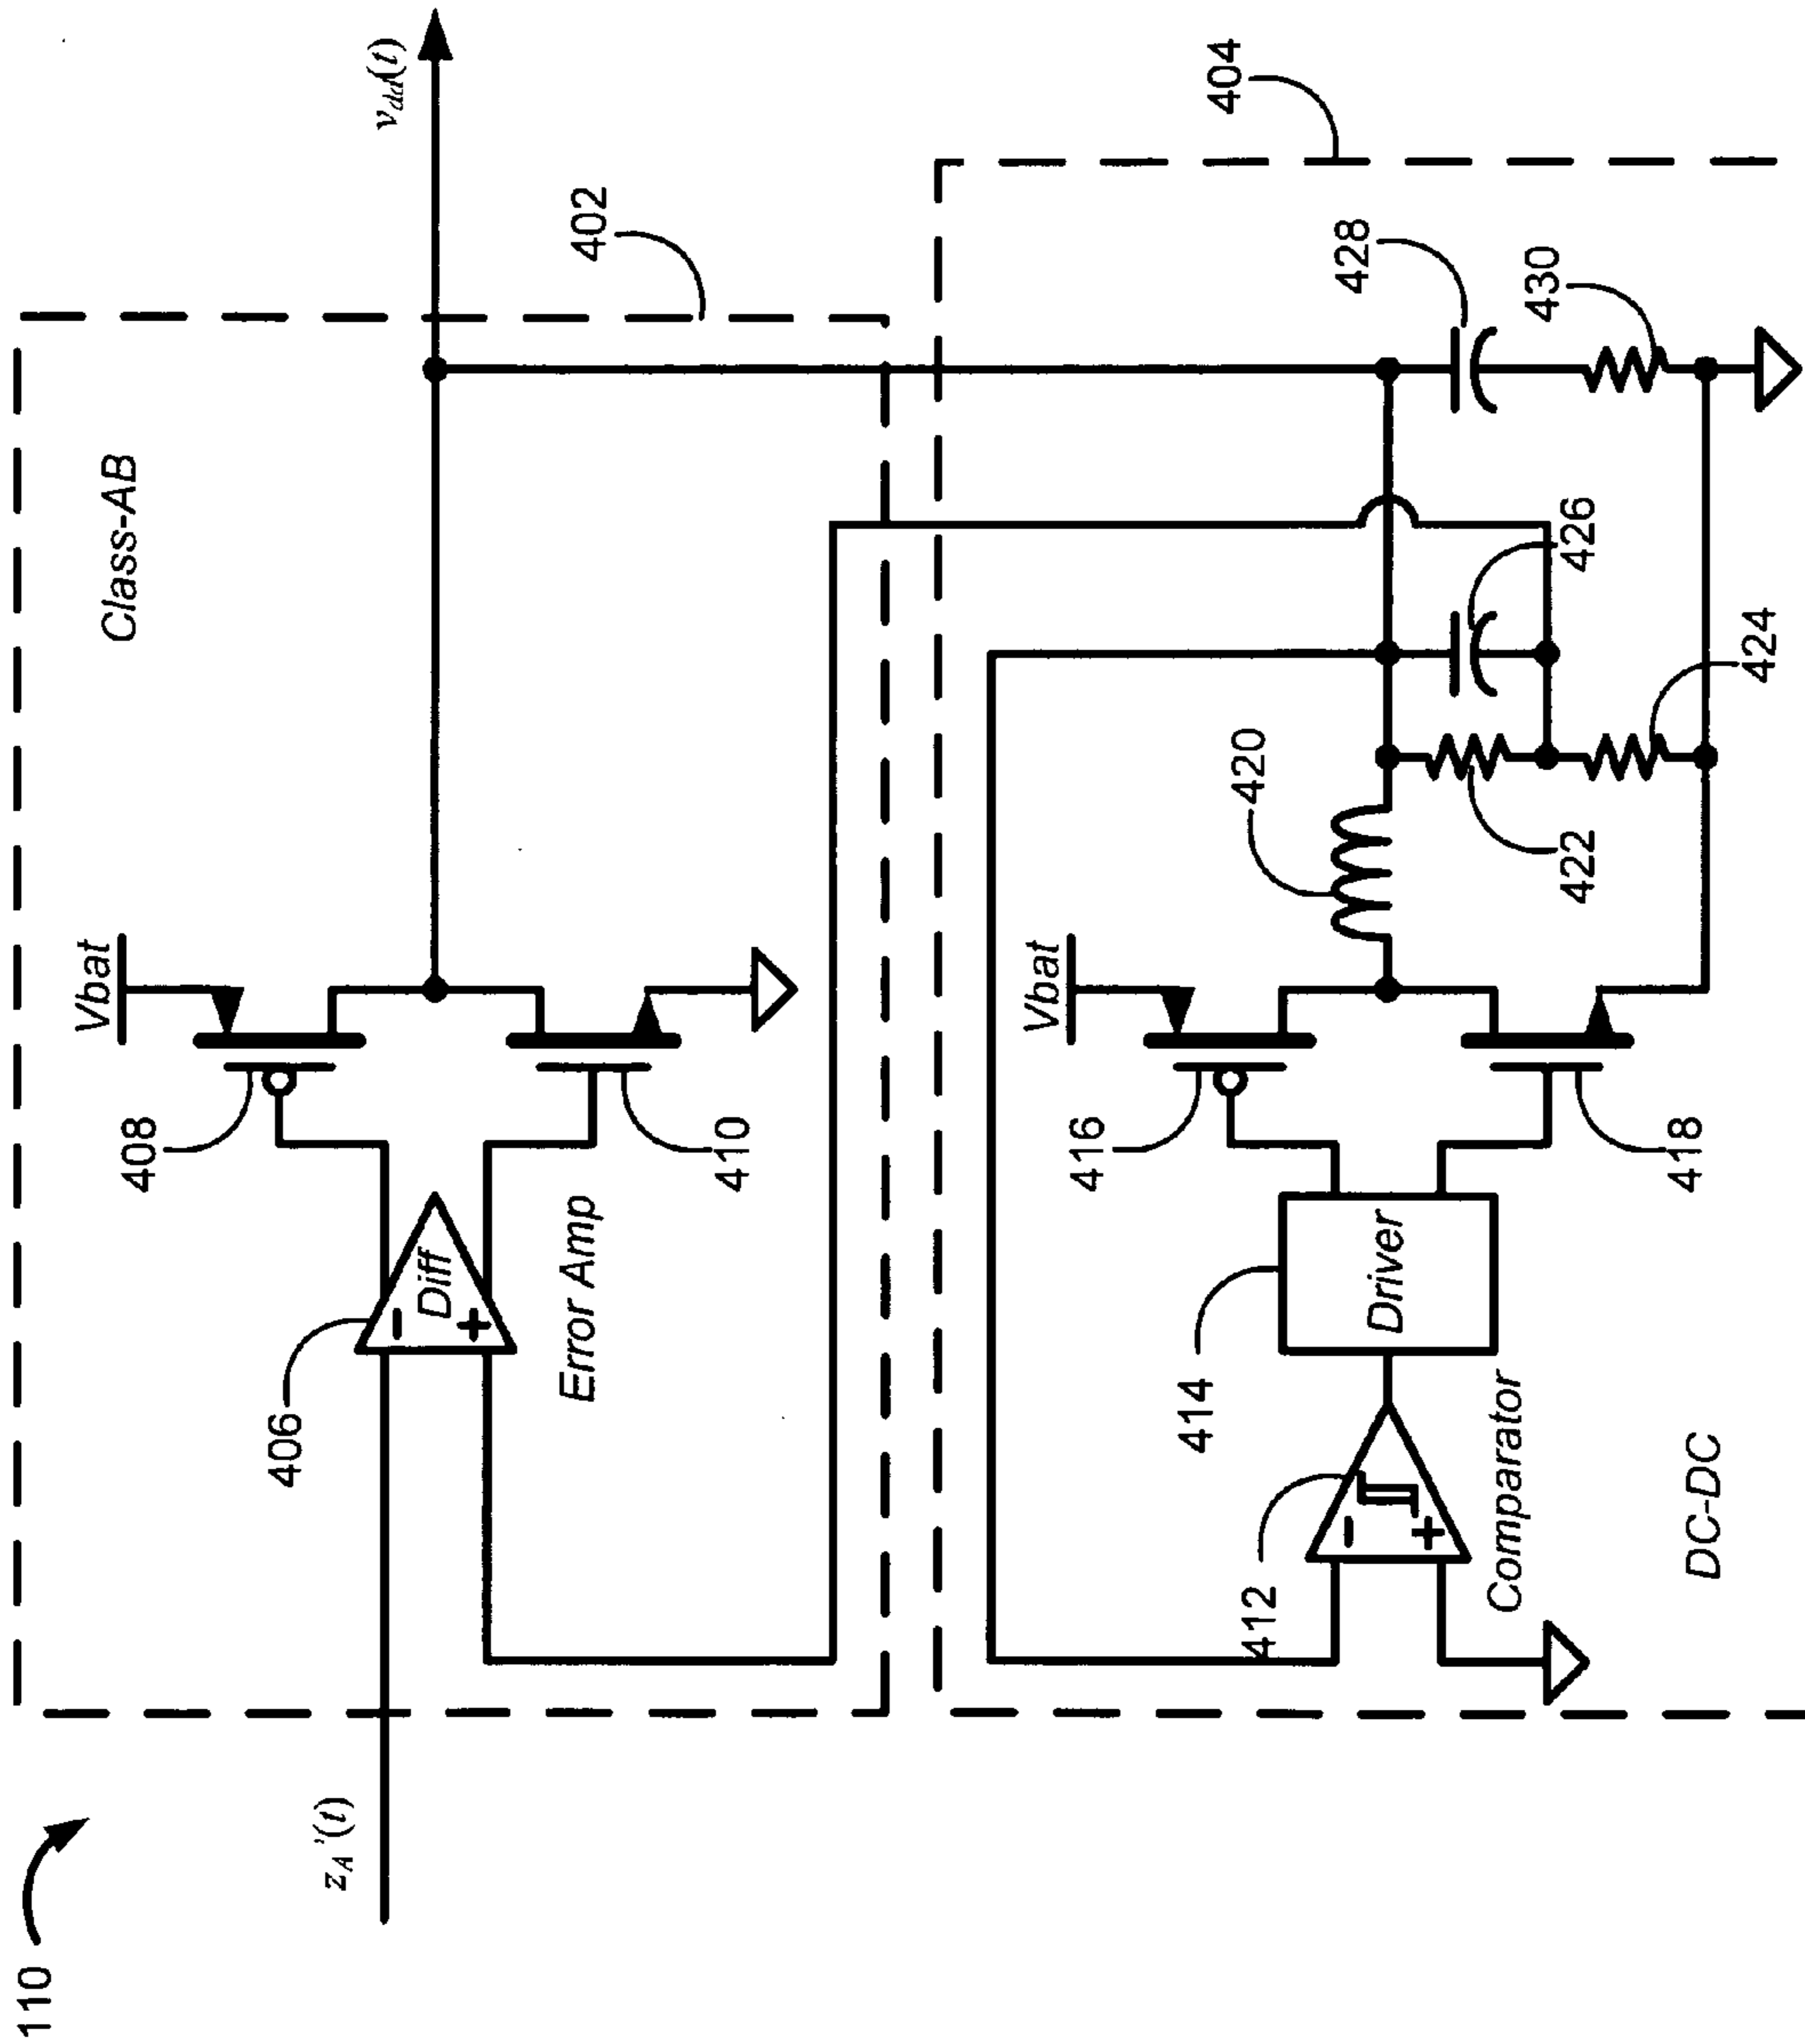 110
Class-AB
Vbat
408
v_dd(t)
z_A'(t)
406
- Diff
+
Error Amp
410
402
404
Vbat
416
420
428
414
412
-
+
Driver
Comparator
418
422
426
424
430
DC-DC